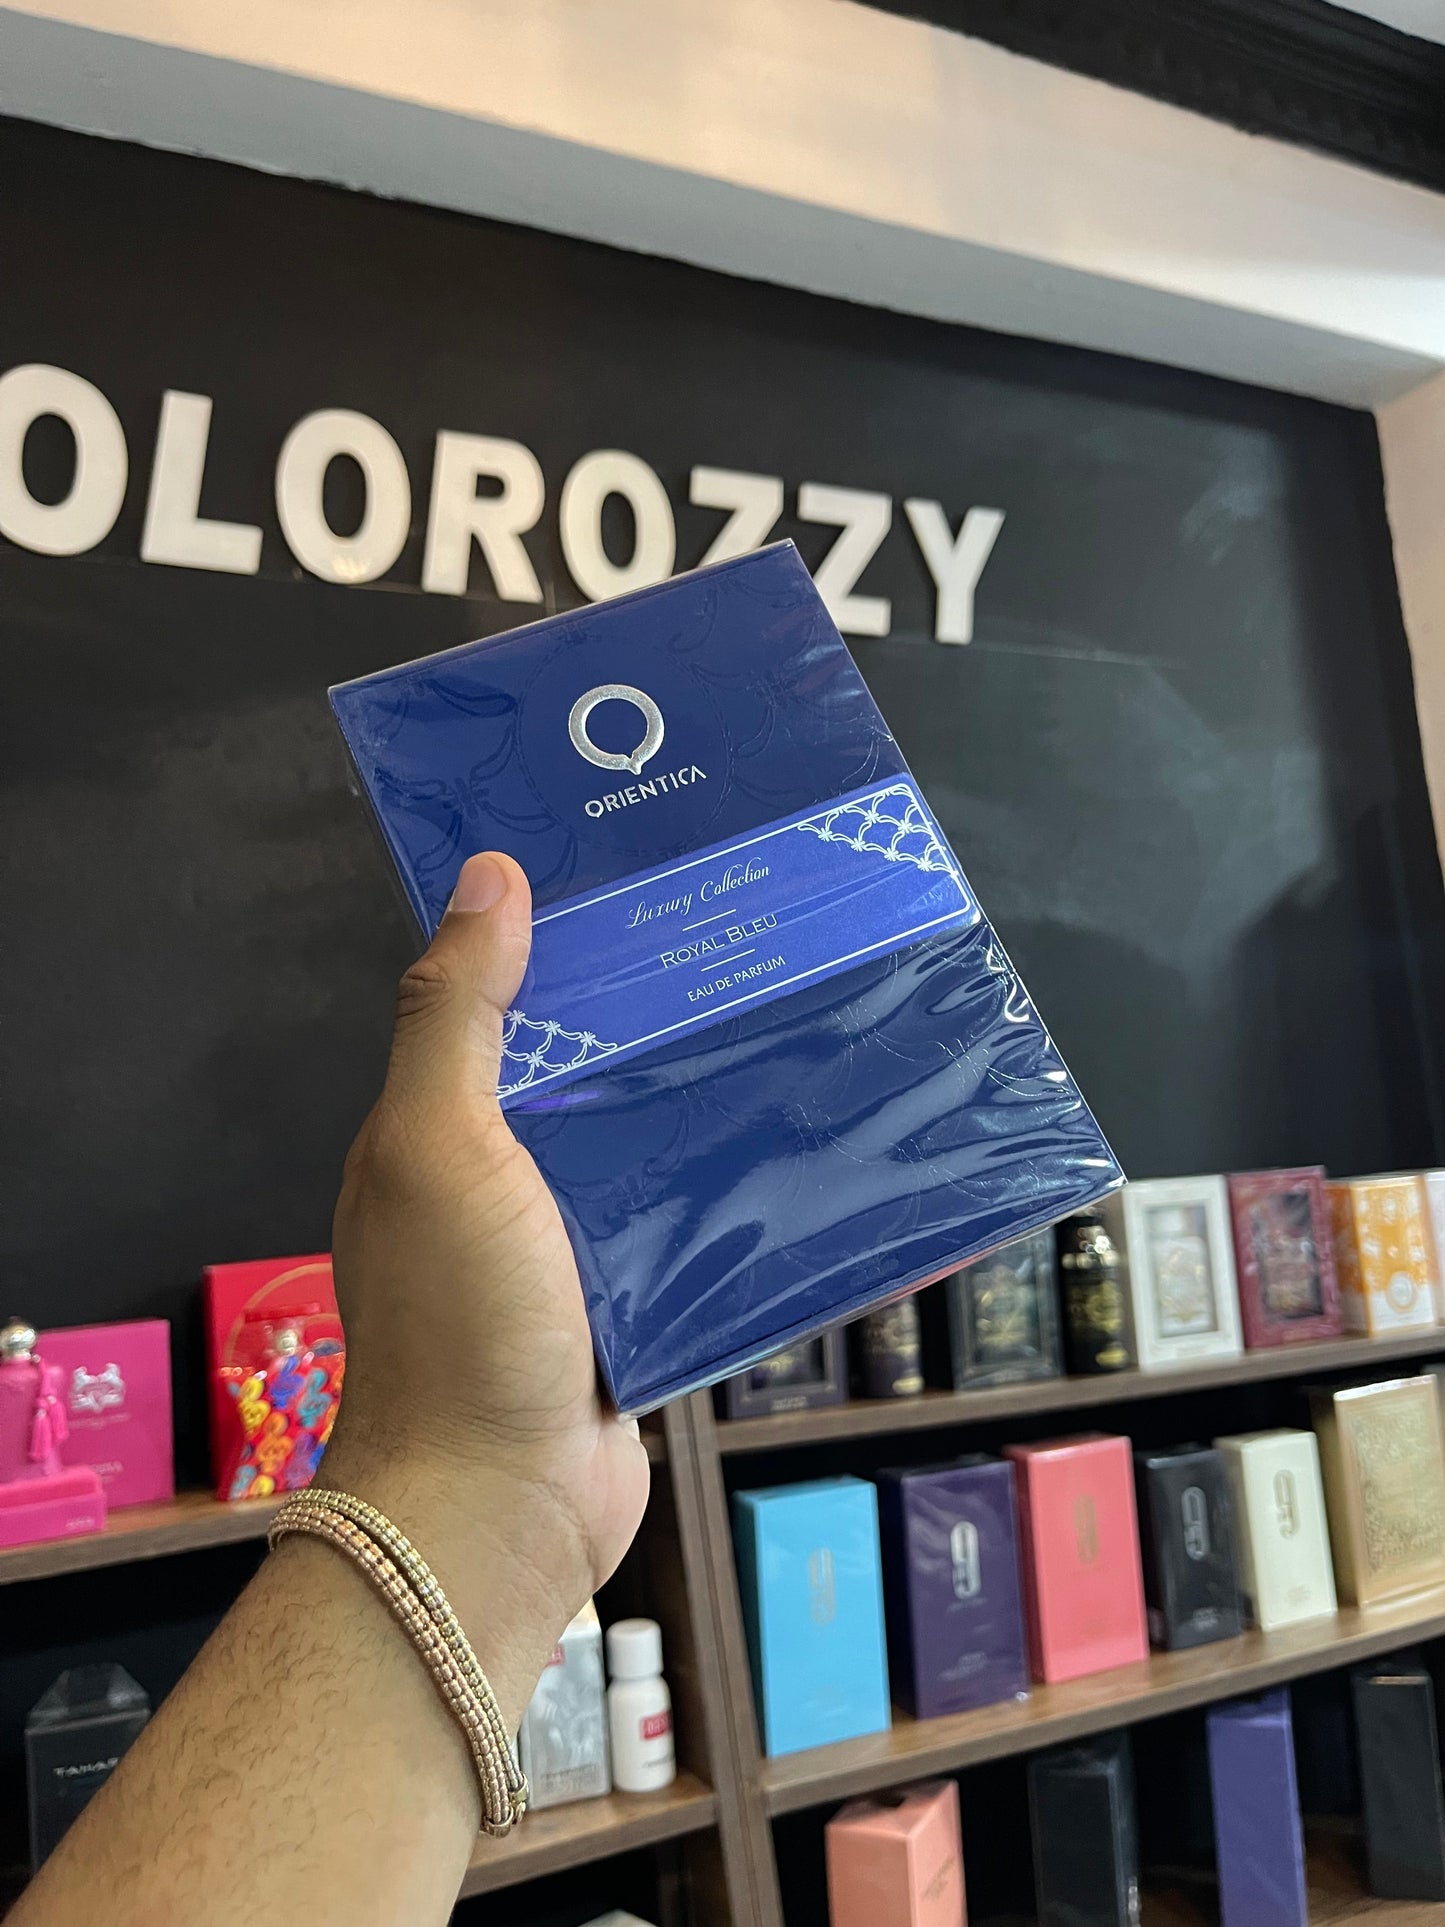 OLOROZZY
ORIENTICA
Luxury Collection
ROYAL BLEU
EAU DE PARFUM